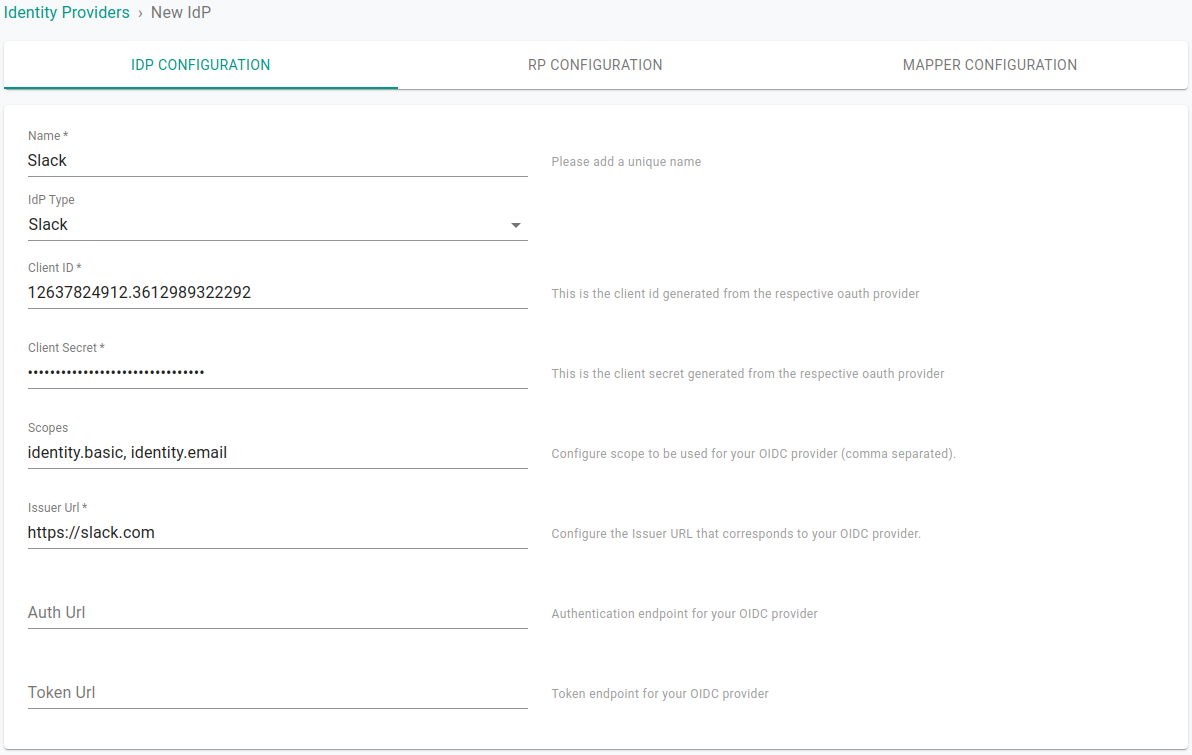 Identity Providers › New IdP
IDP CONFIGURATION RP CONFIGURATION MAPPER CONFIGURATION
Name *
Slack Please add a unique name
IdP Type
Slack
Client ID *
12637824912.3612989322292 This is the client id generated from the respective oauth provider
Client Secret *
•••••••••••••••••••••••••••••••• This is the client secret generated from the respective oauth provider
Scopes
identity.basic, identity.email Configure scope to be used for your OIDC provider (comma separated).
Issuer Url *
https://slack.com Configure the Issuer URL that corresponds to your OIDC provider.
Auth Url Authentication endpoint for your OIDC provider
Token Url Token endpoint for your OIDC provider